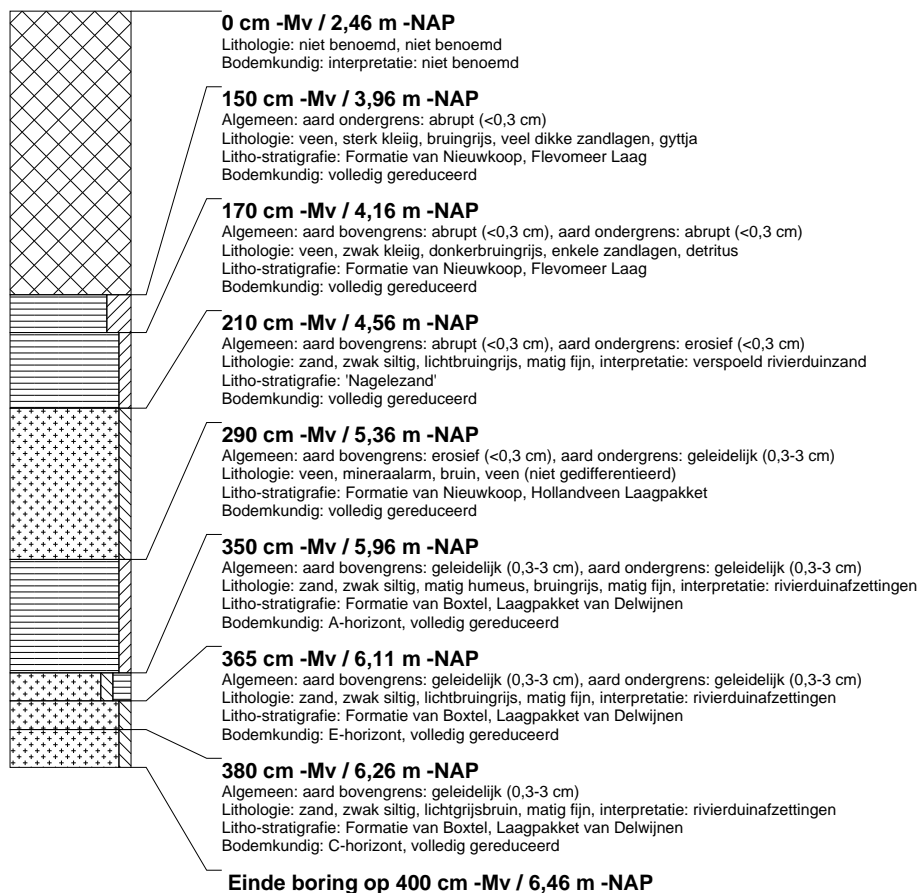 0 cm -Mv / 2,46 m -NAP
Lithologie: niet benoemd, niet benoemd
Bodemkundig: interpretatie: niet benoemd
150 cm -Mv / 3,96 m -NAP
Algemeen: aard ondergrens: abrupt (<0,3 cm)
Lithologie: veen, sterk kleiig, bruingrijs, veel dikke zandlagen, gyttja
Litho-stratigrafie: Formatie van Nieuwkoop, Flevomeer Laag
Bodemkundig: volledig gereduceerd
170 cm -Mv / 4,16 m -NAP
Algemeen: aard bovengrens: abrupt (<0,3 cm), aard ondergrens: abrupt (<0,3 cm)
Lithologie: veen, zwak kleiig, donkerbruingrijs, enkele zandlagen, detritus
Litho-stratigrafie: Formatie van Nieuwkoop, Flevomeer Laag
Bodemkundig: volledig gereduceerd
210 cm -Mv / 4,56 m -NAP
Algemeen: aard bovengrens: abrupt (<0,3 cm), aard ondergrens: erosief (<0,3 cm)
Lithologie: zand, zwak siltig, lichtbruingrijs, matig fijn, interpretatie: verspoeld rivierduinzand
Litho-stratigrafie: 'Nagelezand'
Bodemkundig: volledig gereduceerd
290 cm -Mv / 5,36 m -NAP
Algemeen: aard bovengrens: erosief (<0,3 cm), aard ondergrens: geleidelijk (0,3-3 cm)
Lithologie: veen, mineraalarm, bruin, veen (niet gedifferentieerd)
Litho-stratigrafie: Formatie van Nieuwkoop, Hollandveen Laagpakket
Bodemkundig: volledig gereduceerd
350 cm -Mv / 5,96 m -NAP
Algemeen: aard bovengrens: geleidelijk (0,3-3 cm), aard ondergrens: geleidelijk (0,3-3 cm)
Lithologie: zand, zwak siltig, matig humeus, bruingrijs, matig fijn, interpretatie: rivierduinafzettingen
Litho-stratigrafie: Formatie van Boxtel, Laagpakket van Delwijnen
Bodemkundig: A-horizont, volledig gereduceerd
365 cm -Mv / 6,11 m -NAP
Algemeen: aard bovengrens: geleidelijk (0,3-3 cm), aard ondergrens: geleidelijk (0,3-3 cm)
Lithologie: zand, zwak siltig, lichtbruingrijs, matig fijn, interpretatie: rivierduinafzettingen
Litho-stratigrafie: Formatie van Boxtel, Laagpakket van Delwijnen
Bodemkundig: E-horizont, volledig gereduceerd
380 cm -Mv / 6,26 m -NAP
Algemeen: aard bovengrens: geleidelijk (0,3-3 cm)
Lithologie: zand, zwak siltig, lichtgrijsbruin, matig fijn, interpretatie: rivierduinafzettingen
Litho-stratigrafie: Formatie van Boxtel, Laagpakket van Delwijnen
Bodemkundig: C-horizont, volledig gereduceerd
Einde boring op 400 cm -Mv / 6,46 m -NAP